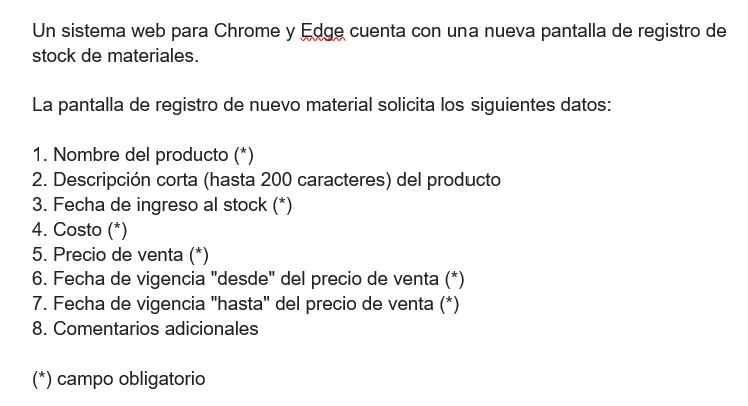 Un sistema web para Chrome y Edge cuenta con una nueva pantalla de registro de
stock de materiales.
La pantalla de registro de nuevo material solicita los siguientes datos:
1. Nombre del producto (*)
2. Descripción corta (hasta 200 caracteres) del producto
3. Fecha de ingreso al stock (*)
4. Costo (*)
5. Precio de venta (*)
6. Fecha de vigencia "desde" del precio de venta (*)
7. Fecha de vigencia "hasta" del precio de venta (*)
8. Comentarios adicionales
(*) campo obligatorio